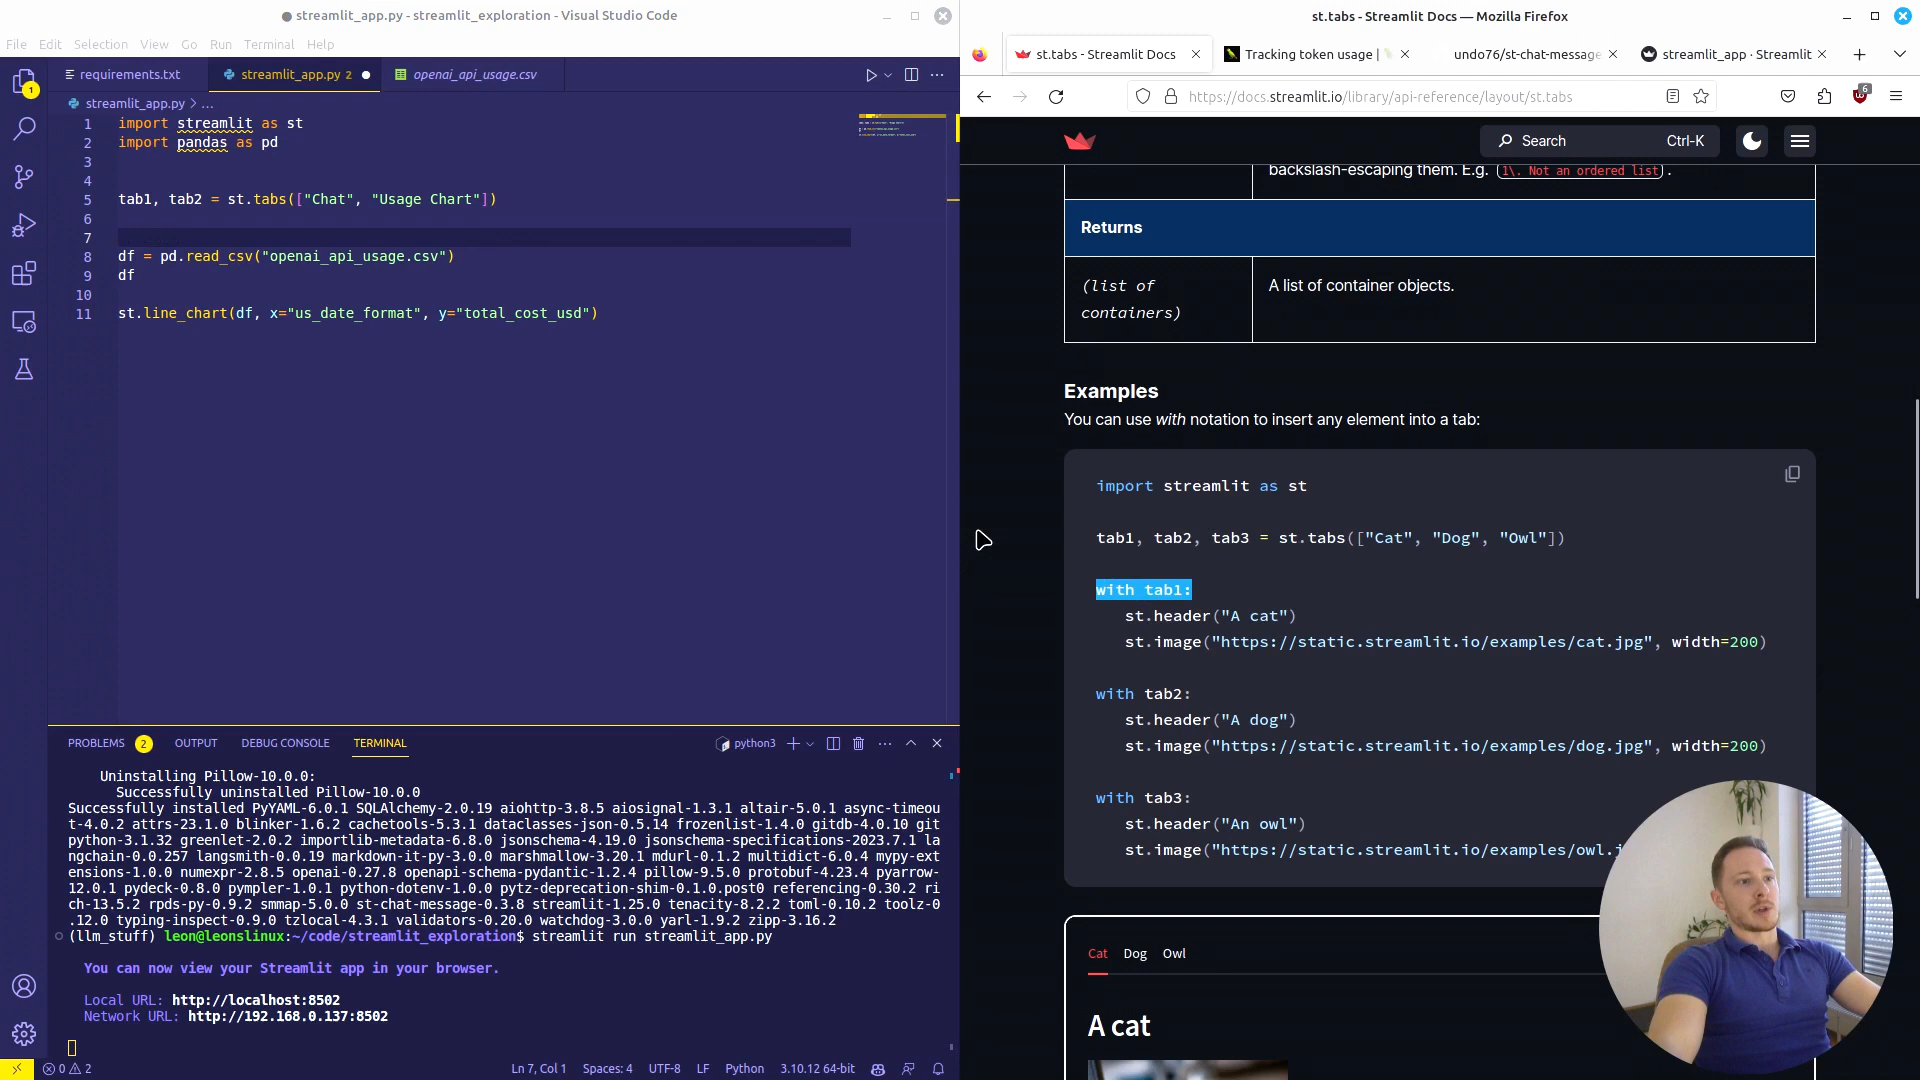 streamlit_app.py - streamlit_exploration - Visual Studio Code
File Edit Selection View Go Run Terminal Help
requirements.txt
streamlit_app.py 2
openai_api_usage.csv
streamlit_app.py > ...
1 import streamlit as st
2 import pandas as pd
3
4
5 tab1, tab2 = st.tabs(["Chat", "Usage Chart"])
6
7
8 df = pd.read_csv("openai_api_usage.csv")
9 df
10
11 st.line_chart(df, x="us_date_format", y="total_cost_usd")
PROBLEMS 2 OUTPUT DEBUG CONSOLE TERMINAL
python3
Uninstalling Pillow-10.0.0:
Successfully uninstalled Pillow-10.0.0
Successfully installed PyYAML-6.0.1 SQLAlchemy-2.0.19 aiohttp-3.8.5 aiosignal-1.3.1 altair-5.0.1 async-timeou
t-4.0.2 attrs-23.1.0 blinker-1.6.2 cachetools-5.3.1 dataclasses-json-0.5.14 frozenlist-1.4.0 gitdb-4.0.10 git
python-3.1.32 greenlet-2.0.2 importlib-metadata-6.8.0 jsonschema-4.19.0 jsonschema-specifications-2023.7.1 la
ngchain-0.0.257 langsmith-0.0.19 markdown-it-py-3.0.0 marshmallow-3.20.1 mdurl-0.1.2 multidict-6.0.4 mypy-ext
ensions-1.0.0 numexpr-2.8.5 openai-0.27.8 openapi-schema-pydantic-1.2.4 pillow-9.5.0 protobuf-4.23.4 pyarrow-
12.0.1 pydeck-0.8.0 pympler-1.0.1 python-dotenv-1.0.0 pytz-deprecation-shim-0.1.0.post0 referencing-0.30.2 ri
ch-13.5.2 rpds-py-0.9.2 smmap-5.0.0 st-chat-message-0.3.8 streamlit-1.25.0 tenacity-8.2.2 toml-0.10.2 toolz-0
.12.0 typing-inspect-0.9.0 tzlocal-4.3.1 validators-0.20.0 watchdog-3.0.0 yarl-1.9.2 zipp-3.16.2
(llm_stuff) leon@leonslinux:~/code/streamlit_exploration$ streamlit run streamlit_app.py
You can now view your Streamlit app in your browser.
Local URL: http://localhost:8502
Network URL: http://192.168.0.137:8502
1
0 2
Ln 7, Col 1 Spaces: 4 UTF-8 LF Python 3.10.12 64-bit
st.tabs - Streamlit Docs — Mozilla Firefox
st.tabs - Streamlit Docs
Tracking token usage |
undo76/st-chat-message
streamlit_app · Streamlit
https://docs.streamlit.io/library/api-reference/layout/st.tabs
6
Search Ctrl-K
backslash-escaping them. E.g. 1\. Not an ordered list .
Returns
(list of
containers)
A list of container objects.
Examples
You can use with notation to insert any element into a tab:
import streamlit as st
tab1, tab2, tab3 = st.tabs(["Cat", "Dog", "Owl"])
with tab1:
st.header("A cat")
st.image("https://static.streamlit.io/examples/cat.jpg", width=200)
with tab2:
st.header("A dog")
st.image("https://static.streamlit.io/examples/dog.jpg", width=200)
with tab3:
st.header("An owl")
st.image("https://static.streamlit.io/examples/owl.j
Cat Dog Owl
A cat